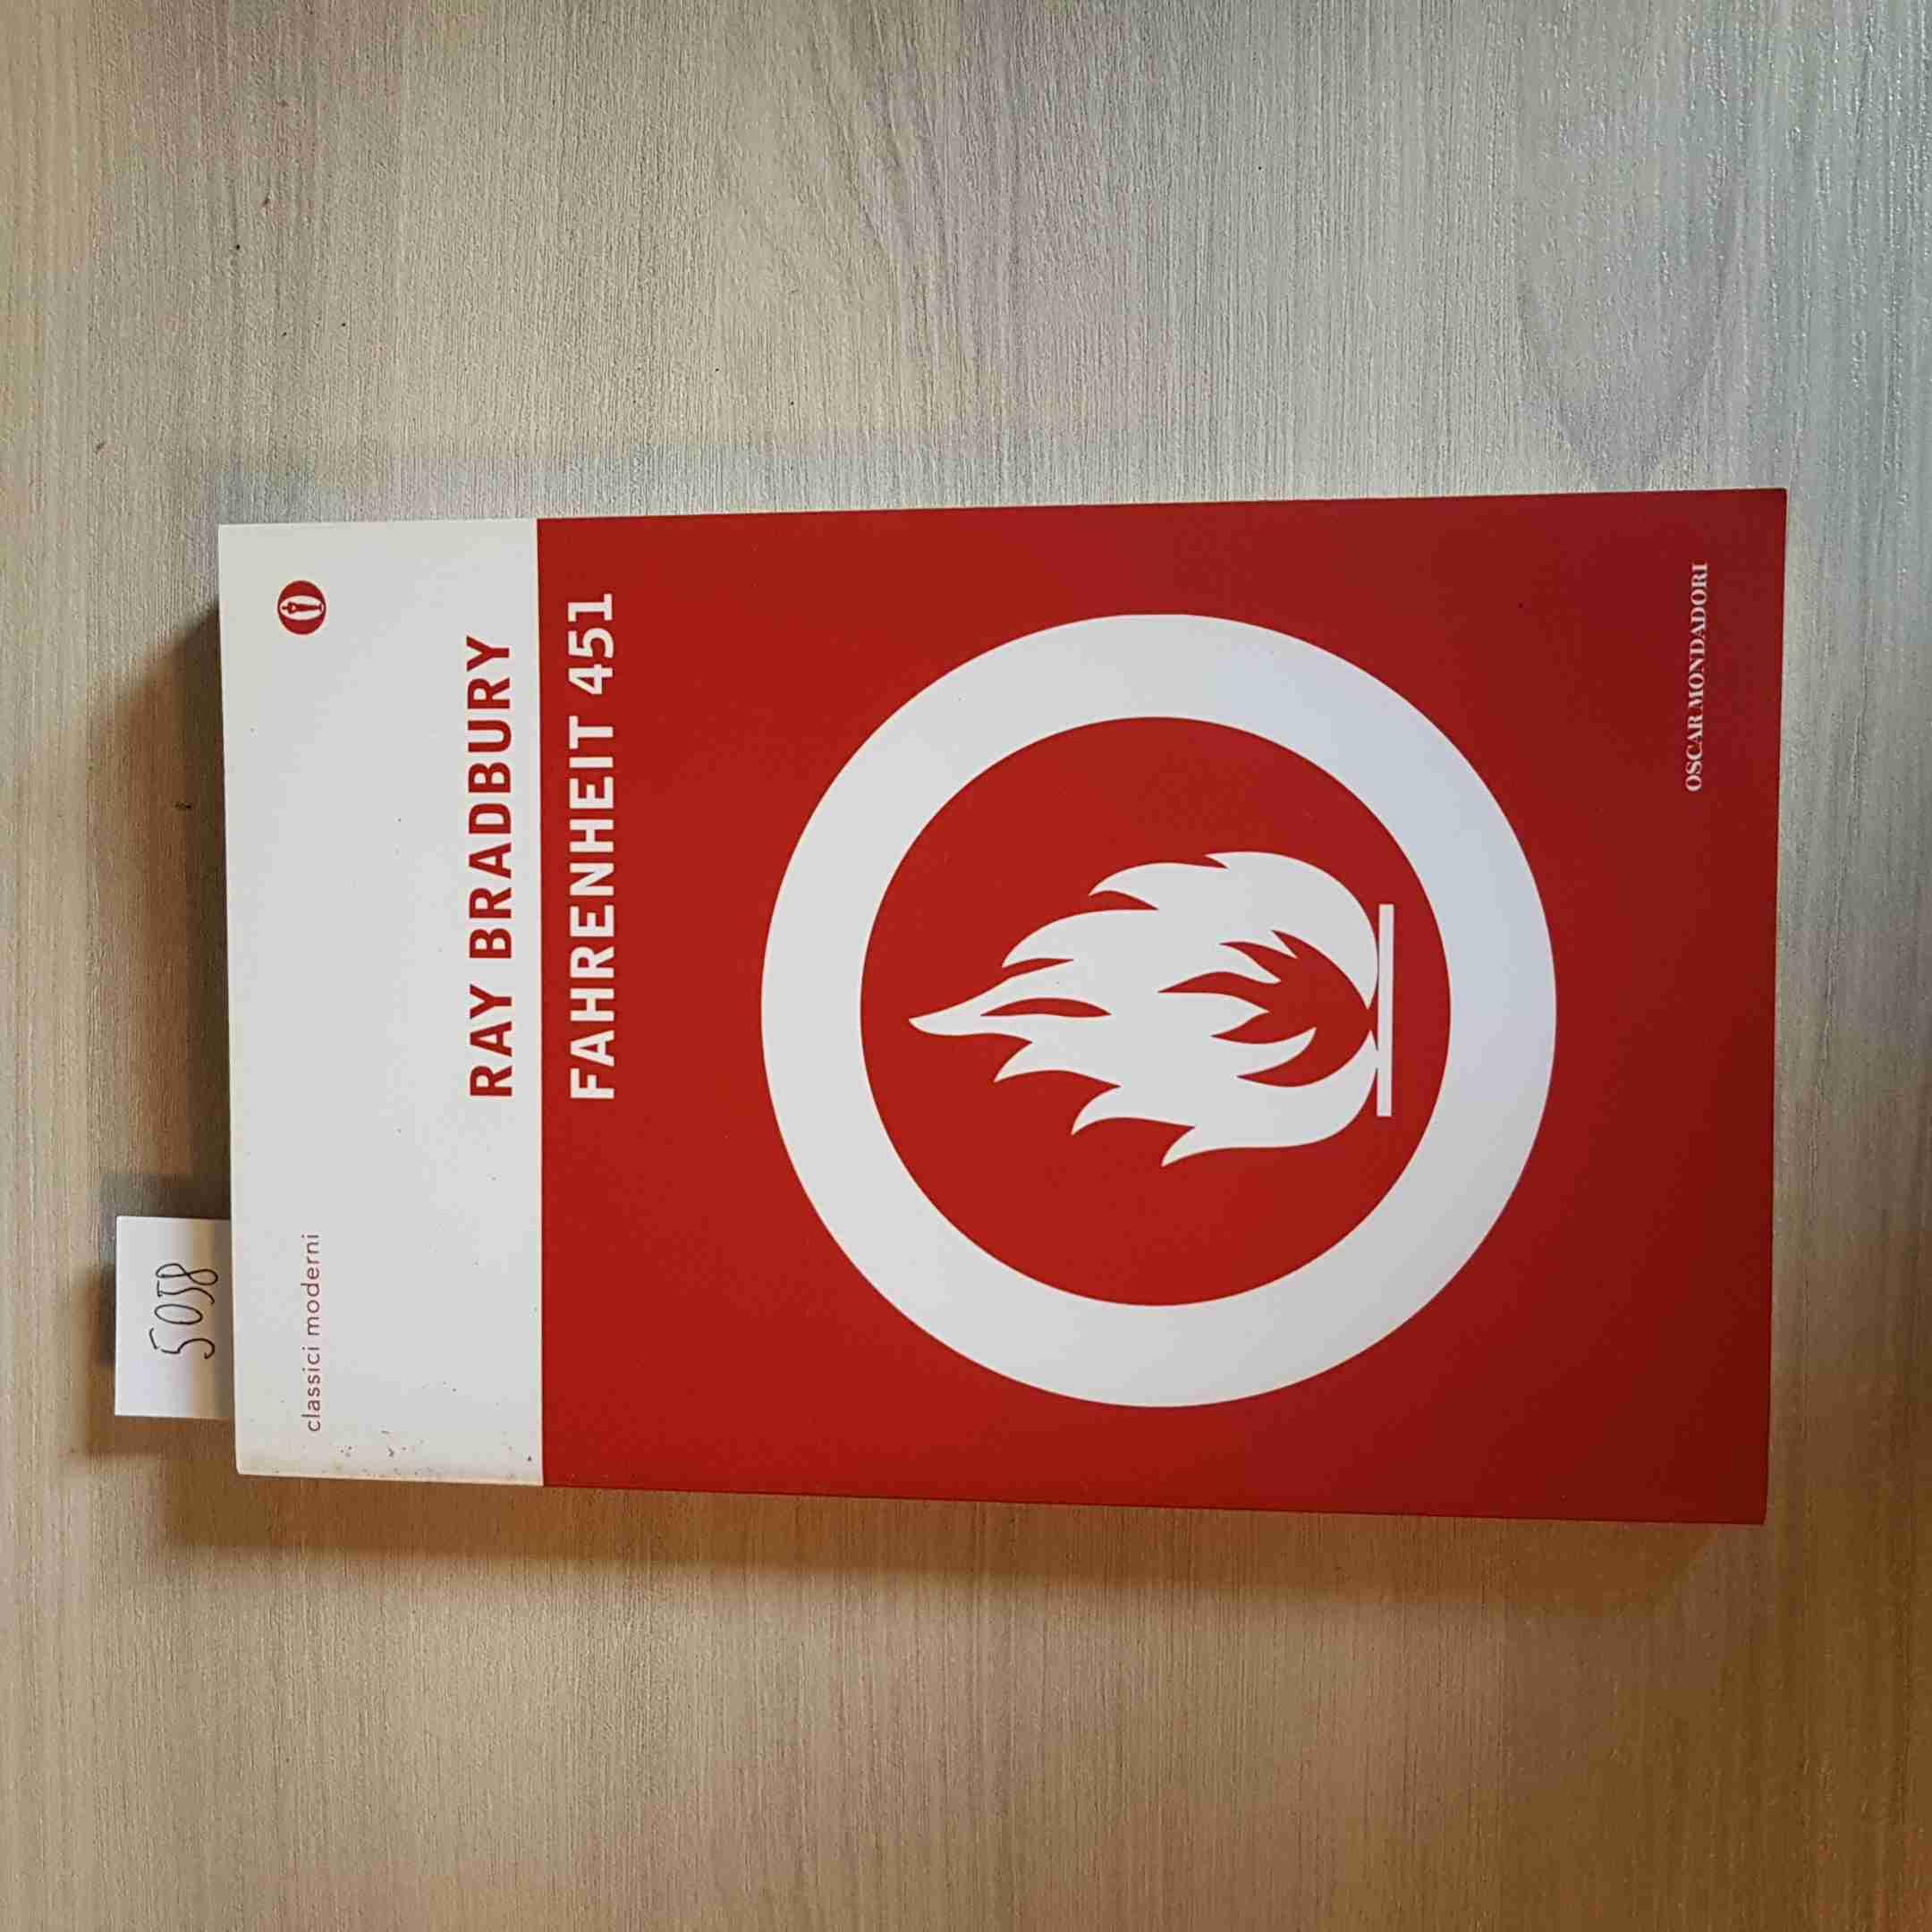 5058
classici moderni
RAY BRADBURY
FAHRENHEIT 451
OSCAR MONDADORI